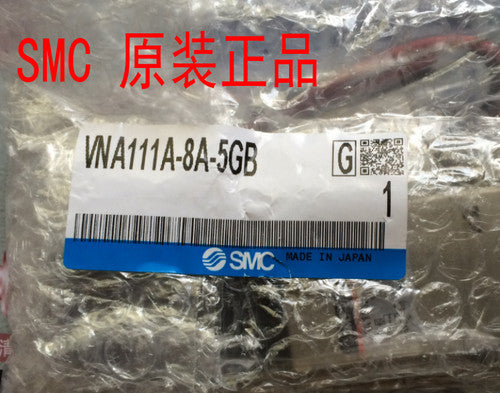 SMC 原装正品
VNA111A-8A-5GB
G
1
SMC MADE IN JAPAN